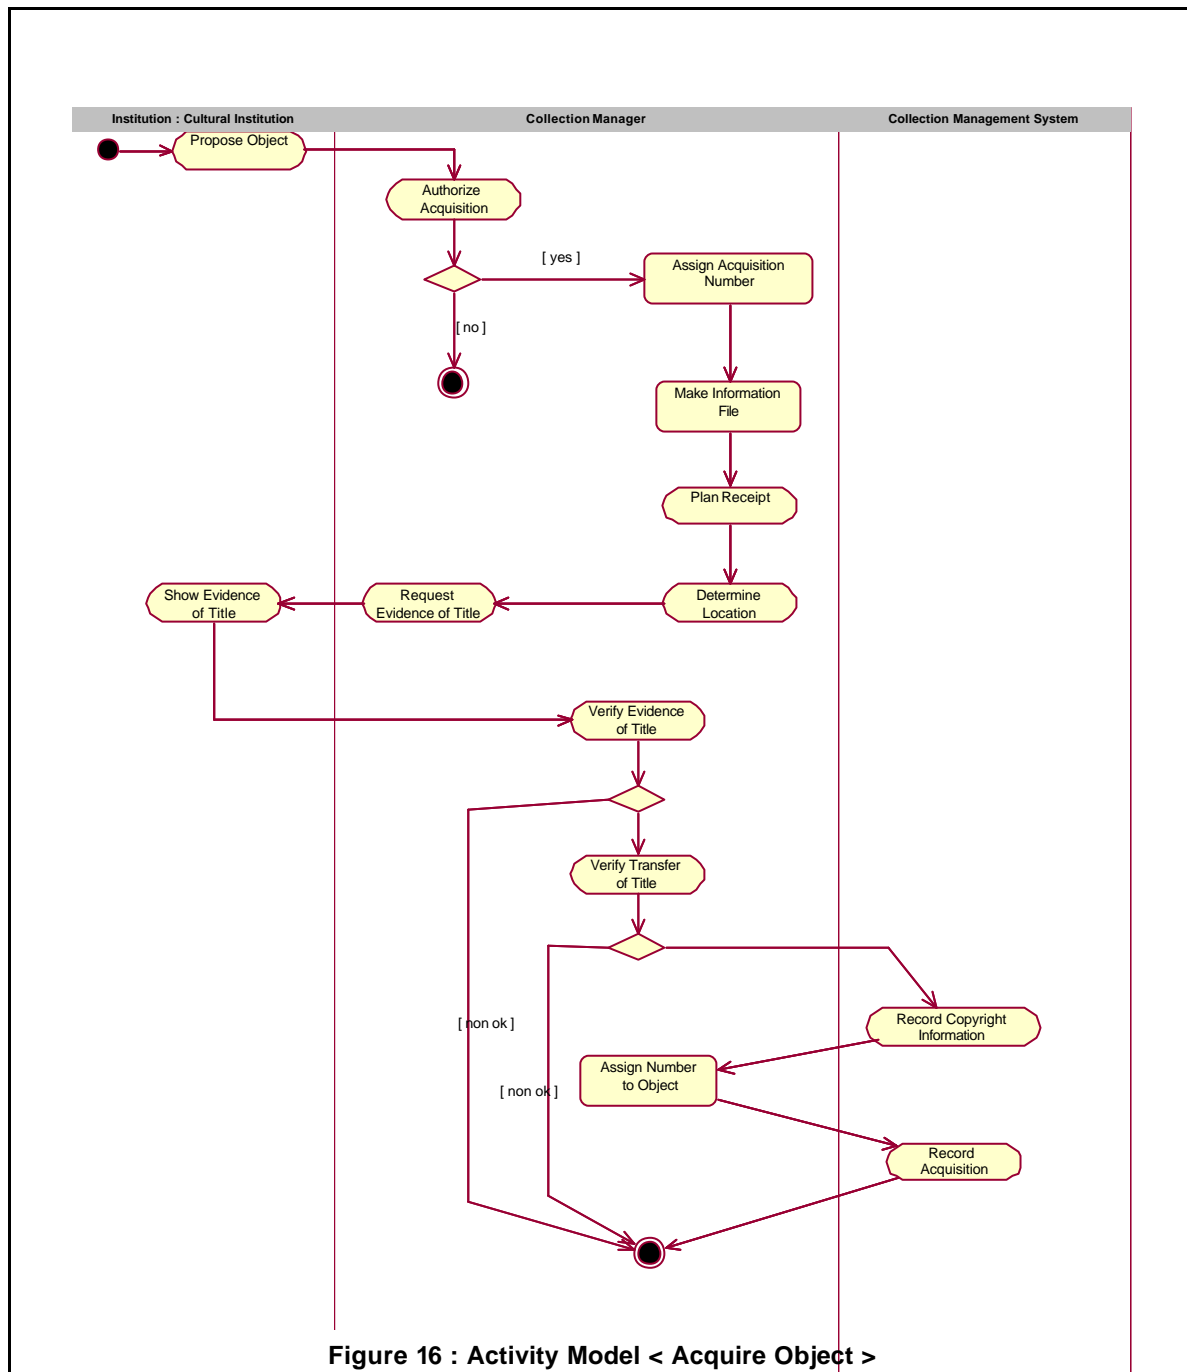 Institution : Cultural Institution
Collection Manager
Collection Management System
Propose Object
Authorize
Acquisition
[ yes ]
Assign Acquisition
Number
[ no ]
Make Information
File
Plan Receipt
Show Evidence
of Title
Request
Evidence of Title
Determine
Location
Verify Evidence
of Title
Verify Transfer
of Title
[ non ok ]
Record Copyright
Information
Assign Number
to Object
[ non ok ]
Record
Acquisition
Figure 16 : Activity Model < Acquire Object >